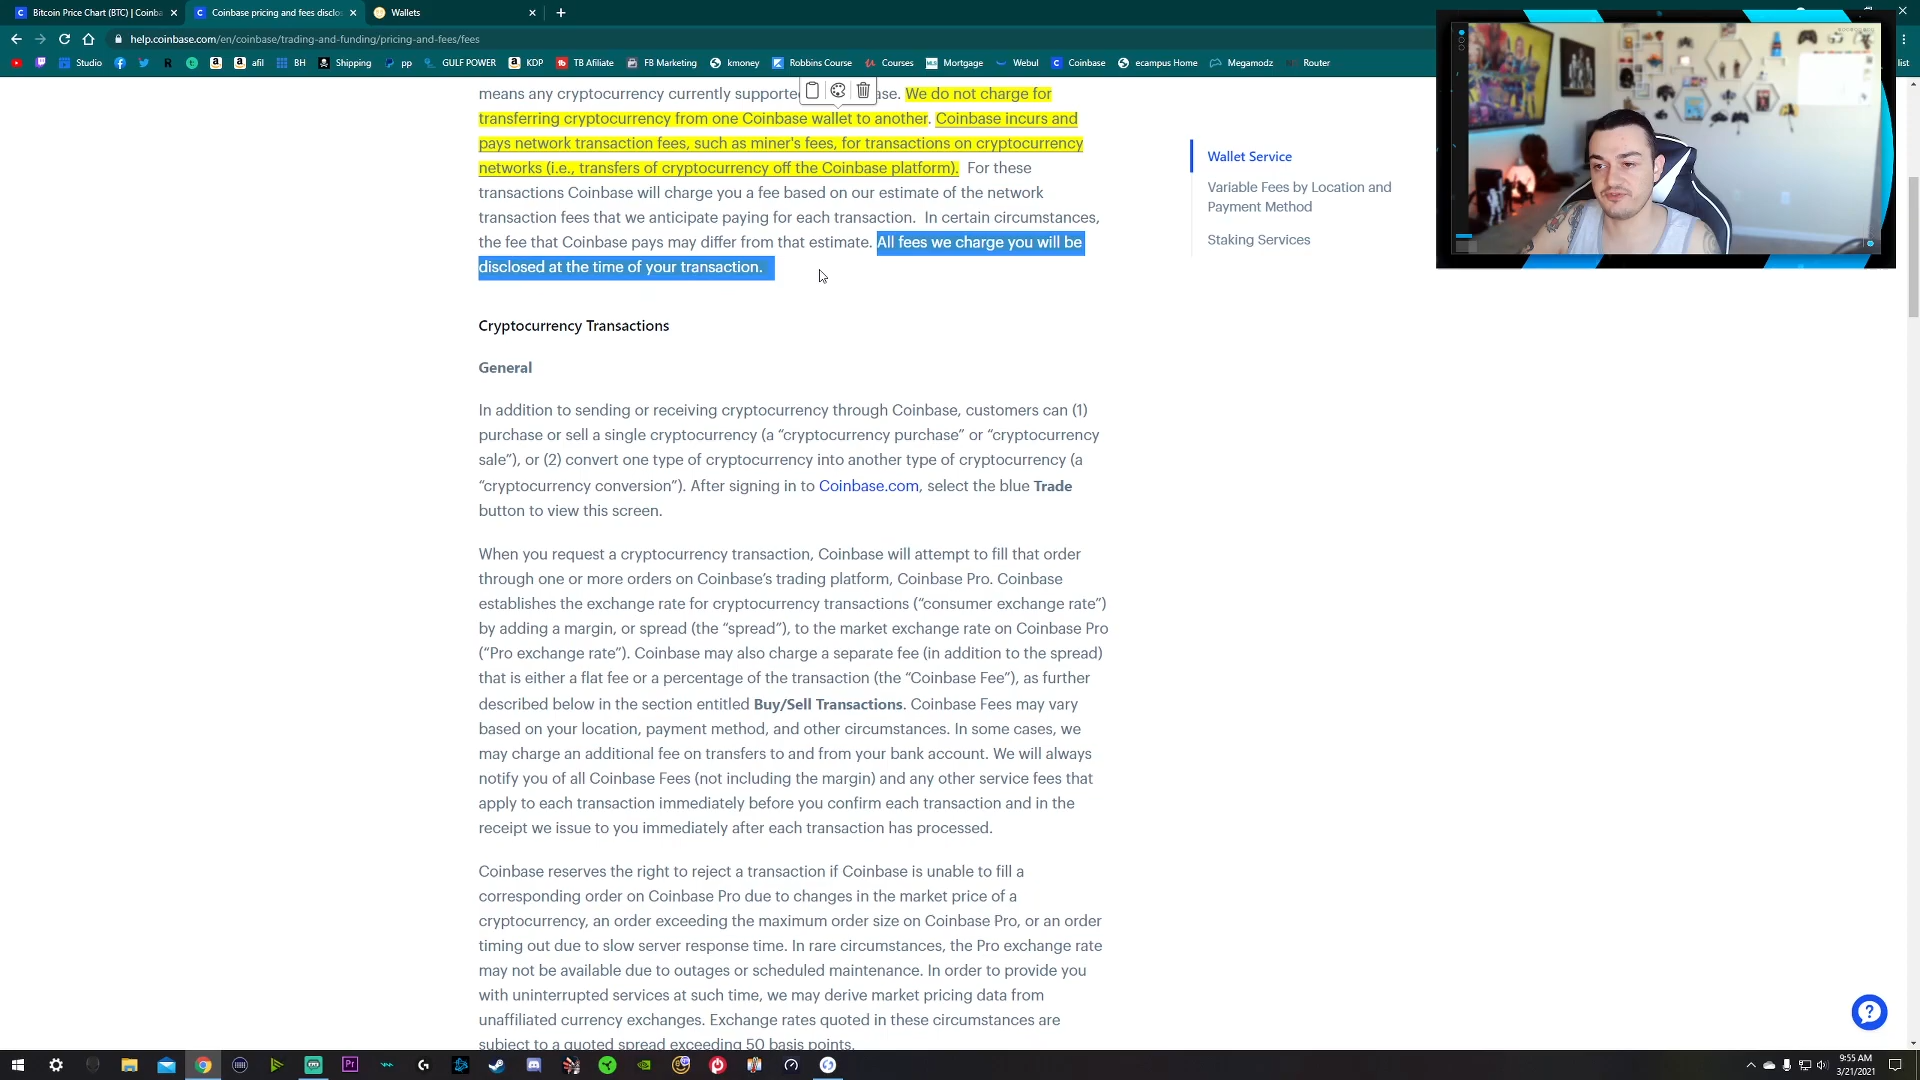 Bitcoin Price Chart (BTC) | Coinba
Coinbase pricing and fees disclos
Wallets
help.coinbase.com/en/coinbase/trading-and-funding/pricing-and-fees/fees
Studio
afil
BH
Shipping
pp
GULF POWER
KDP
TB Afiliate
FB Marketing
kmoney
Robbins Course
Courses
Mortgage
Webul
Coinbase
ecampus Home
Megamodz
Router
list
means any cryptocurrency currently supporte ase. We do not charge for
transferring cryptocurrency from one Coinbase wallet to another. Coinbase incurs and
pays network transaction fees, such as miner's fees, for transactions on cryptocurrency
networks (i.e., transfers of cryptocurrency off the Coinbase platform). For these
transactions Coinbase will charge you a fee based on our estimate of the network
transaction fees that we anticipate paying for each transaction. In certain circumstances,
the fee that Coinbase pays may differ from that estimate. All fees we charge you will be
disclosed at the time of your transaction.
Wallet Service
Variable Fees by Location and
Payment Method
Staking Services
Cryptocurrency Transactions
General
In addition to sending or receiving cryptocurrency through Coinbase, customers can (1)
purchase or sell a single cryptocurrency (a “cryptocurrency purchase” or “cryptocurrency
sale”), or (2) convert one type of cryptocurrency into another type of cryptocurrency (a
“cryptocurrency conversion”). After signing in to Coinbase.com, select the blue Trade
button to view this screen.
When you request a cryptocurrency transaction, Coinbase will attempt to fill that order
through one or more orders on Coinbase’s trading platform, Coinbase Pro. Coinbase
establishes the exchange rate for cryptocurrency transactions (“consumer exchange rate”)
by adding a margin, or spread (the “spread”), to the market exchange rate on Coinbase Pro
(“Pro exchange rate”). Coinbase may also charge a separate fee (in addition to the spread)
that is either a flat fee or a percentage of the transaction (the “Coinbase Fee”), as further
described below in the section entitled Buy/Sell Transactions. Coinbase Fees may vary
based on your location, payment method, and other circumstances. In some cases, we
may charge an additional fee on transfers to and from your bank account. We will always
notify you of all Coinbase Fees (not including the margin) and any other service fees that
apply to each transaction immediately before you confirm each transaction and in the
receipt we issue to you immediately after each transaction has processed.
Coinbase reserves the right to reject a transaction if Coinbase is unable to fill a
corresponding order on Coinbase Pro due to changes in the market price of a
cryptocurrency, an order exceeding the maximum order size on Coinbase Pro, or an order
timing out due to slow server response time. In rare circumstances, the Pro exchange rate
may not be available due to outages or scheduled maintenance. In order to provide you
with uninterrupted services at such time, we may derive market pricing data from
unaffiliated currency exchanges. Exchange rates quoted in these circumstances are
subject to a quoted spread exceeding 50 basis points.
9:55 AM
3/21/2021